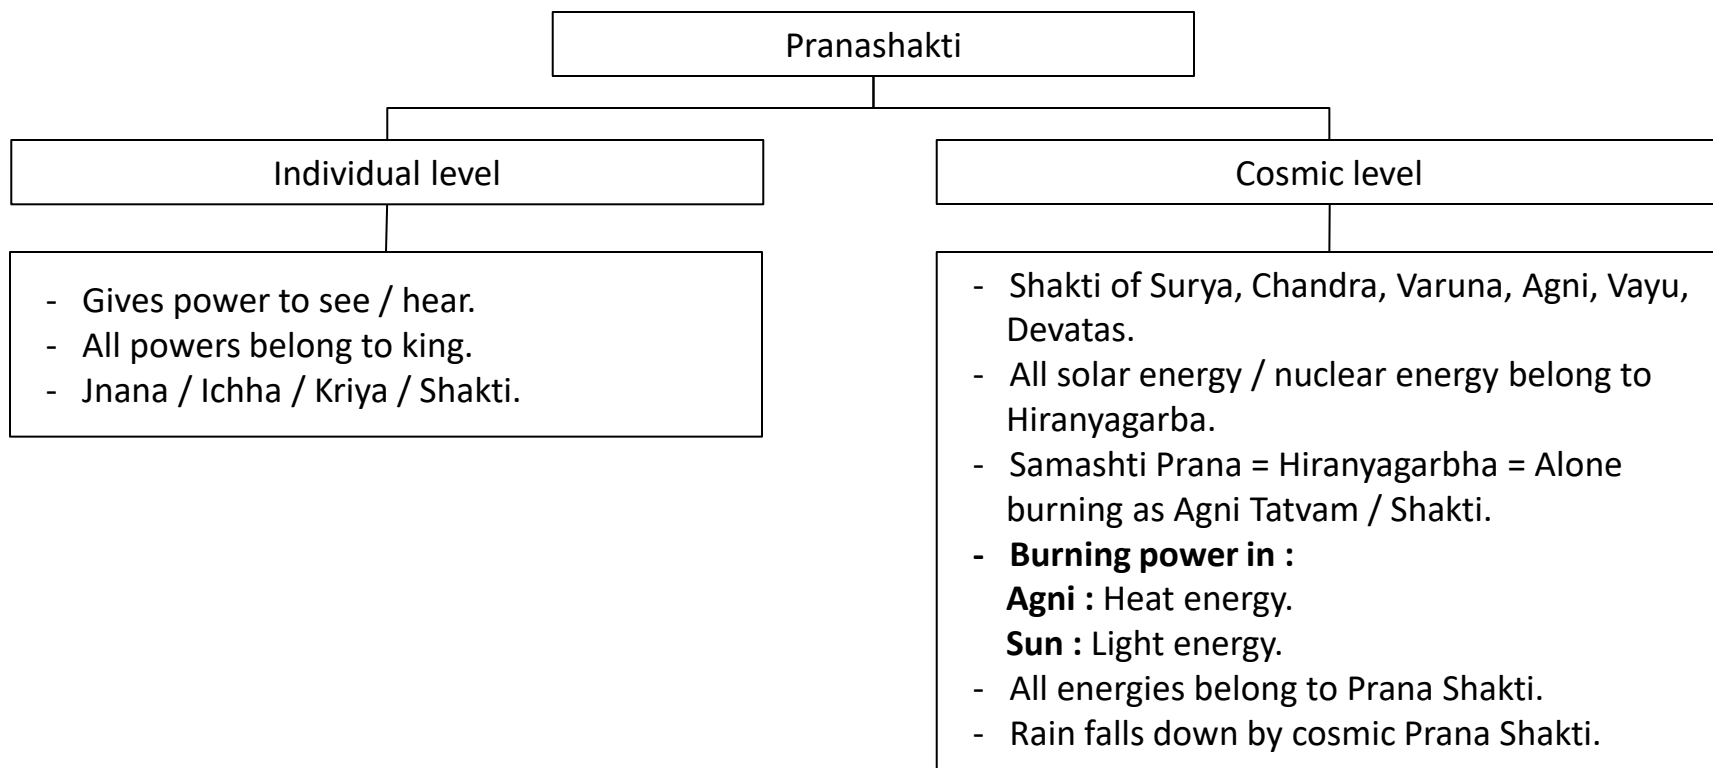 Pranashakti
Individual level
- Gives power to see / hear.
- All powers belong to king.
- Jnana / Ichha / Kriya / Shakti.
Cosmic level
- Shakti of Surya, Chandra, Varuna, Agni, Vayu,
Devatas.
- All solar energy / nuclear energy belong to
Hiranyagarba.
- Samashti Prana = Hiranyagarbha = Alone
burning as Agni Tatvam / Shakti.
- Burning power in :
Agni : Heat energy.
Sun : Light energy.
- All energies belong to Prana Shakti.
- Rain falls down by cosmic Prana Shakti.